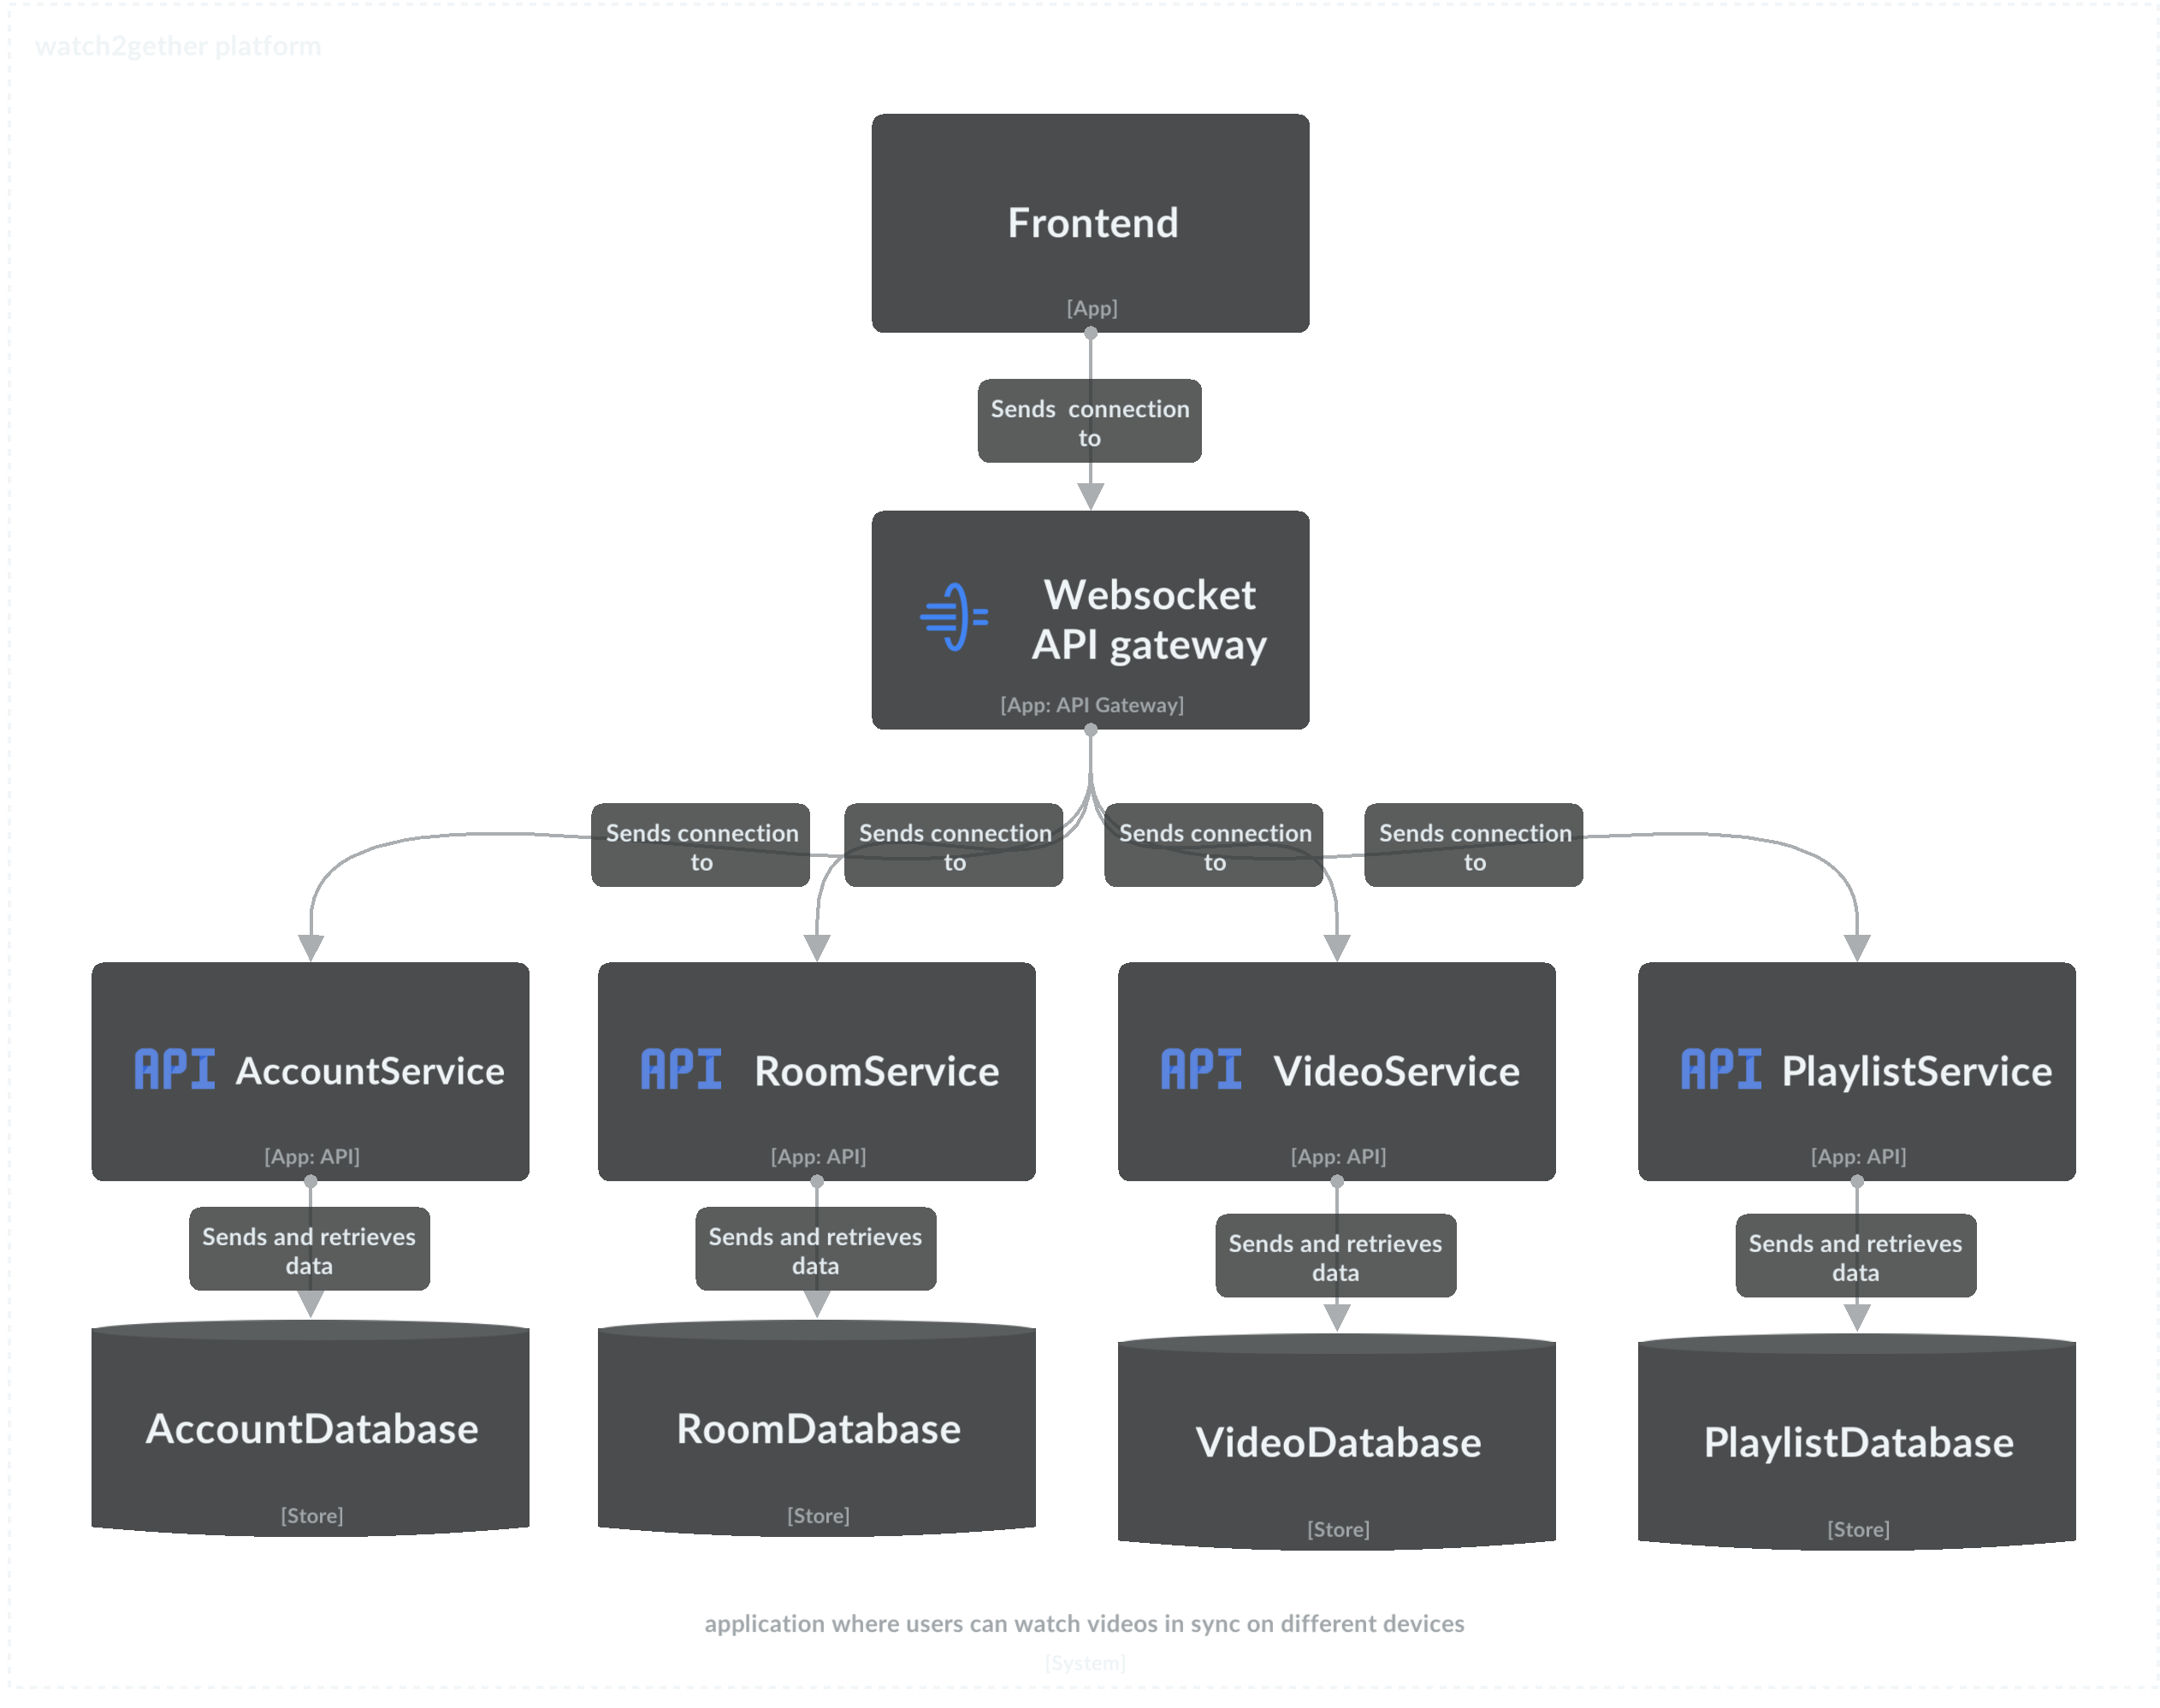 watch2gether platform
Frontend
[App]
Sends connection
to
Websocket
API gateway
[App: API Gateway]
Sends connection
to
Sends connection
to
Sends connection
to
Sends connection
to
API AccountService
[App: API]
API RoomService
[App: API]
API VideoService
[App: API]
API PlaylistService
[App: API]
Sends and retrieves
data
Sends and retrieves
data
Sends and retrieves
data
Sends and retrieves
data
AccountDatabase
[Store]
RoomDatabase
[Store]
VideoDatabase
[Store]
PlaylistDatabase
[Store]
application where users can watch videos in sync on different devices
[System]